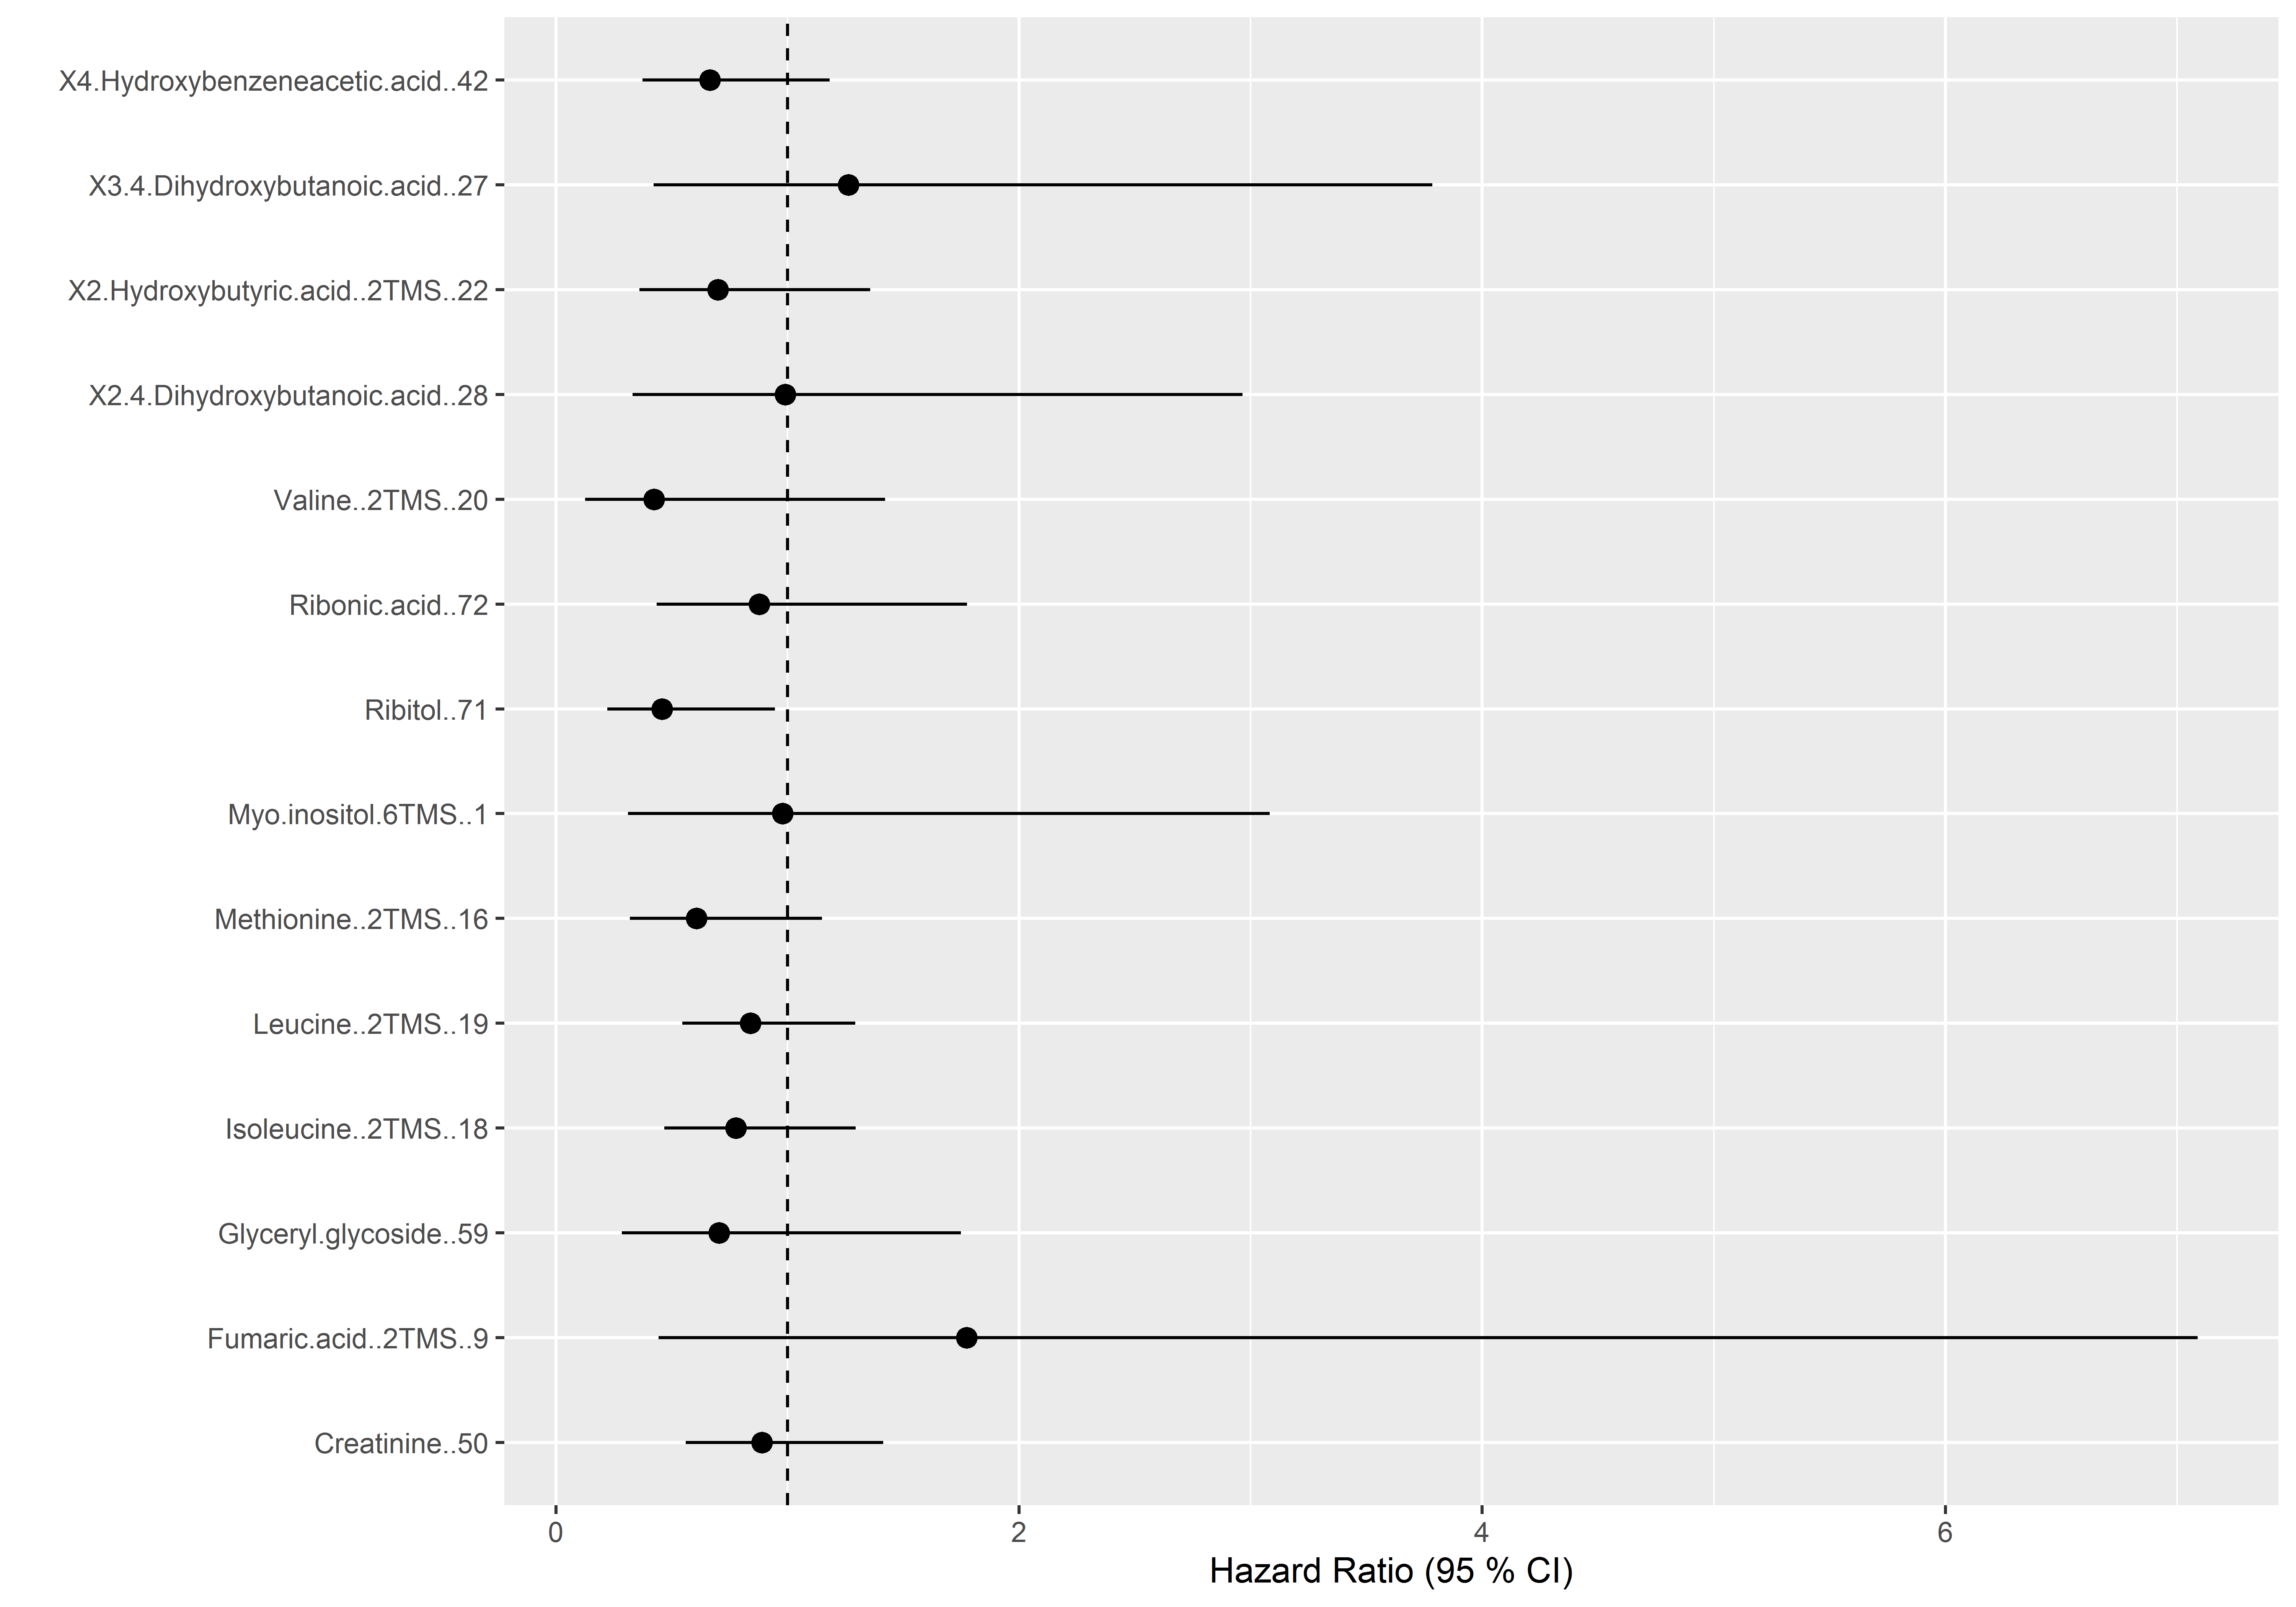 X4.Hydroxybenzeneacetic.acid..42
X3.4.Dihydroxybutanoic.acid..27
X2.Hydroxybutyric.acid..2TMS..22
X2.4.Dihydroxybutanoic.acid..28
Valine..2TMS..20
Ribonic.acid..72
Ribitol..71
Myo.inositol.6TMS..1
Methionine..2TMS..16
Leucine..2TMS..19
Isoleucine..2TMS..18
Glyceryl.glycoside..59
Fumaric.acid..2TMS..9
Creatinine..50
0 2 4 6
Hazard Ratio (95 % CI)